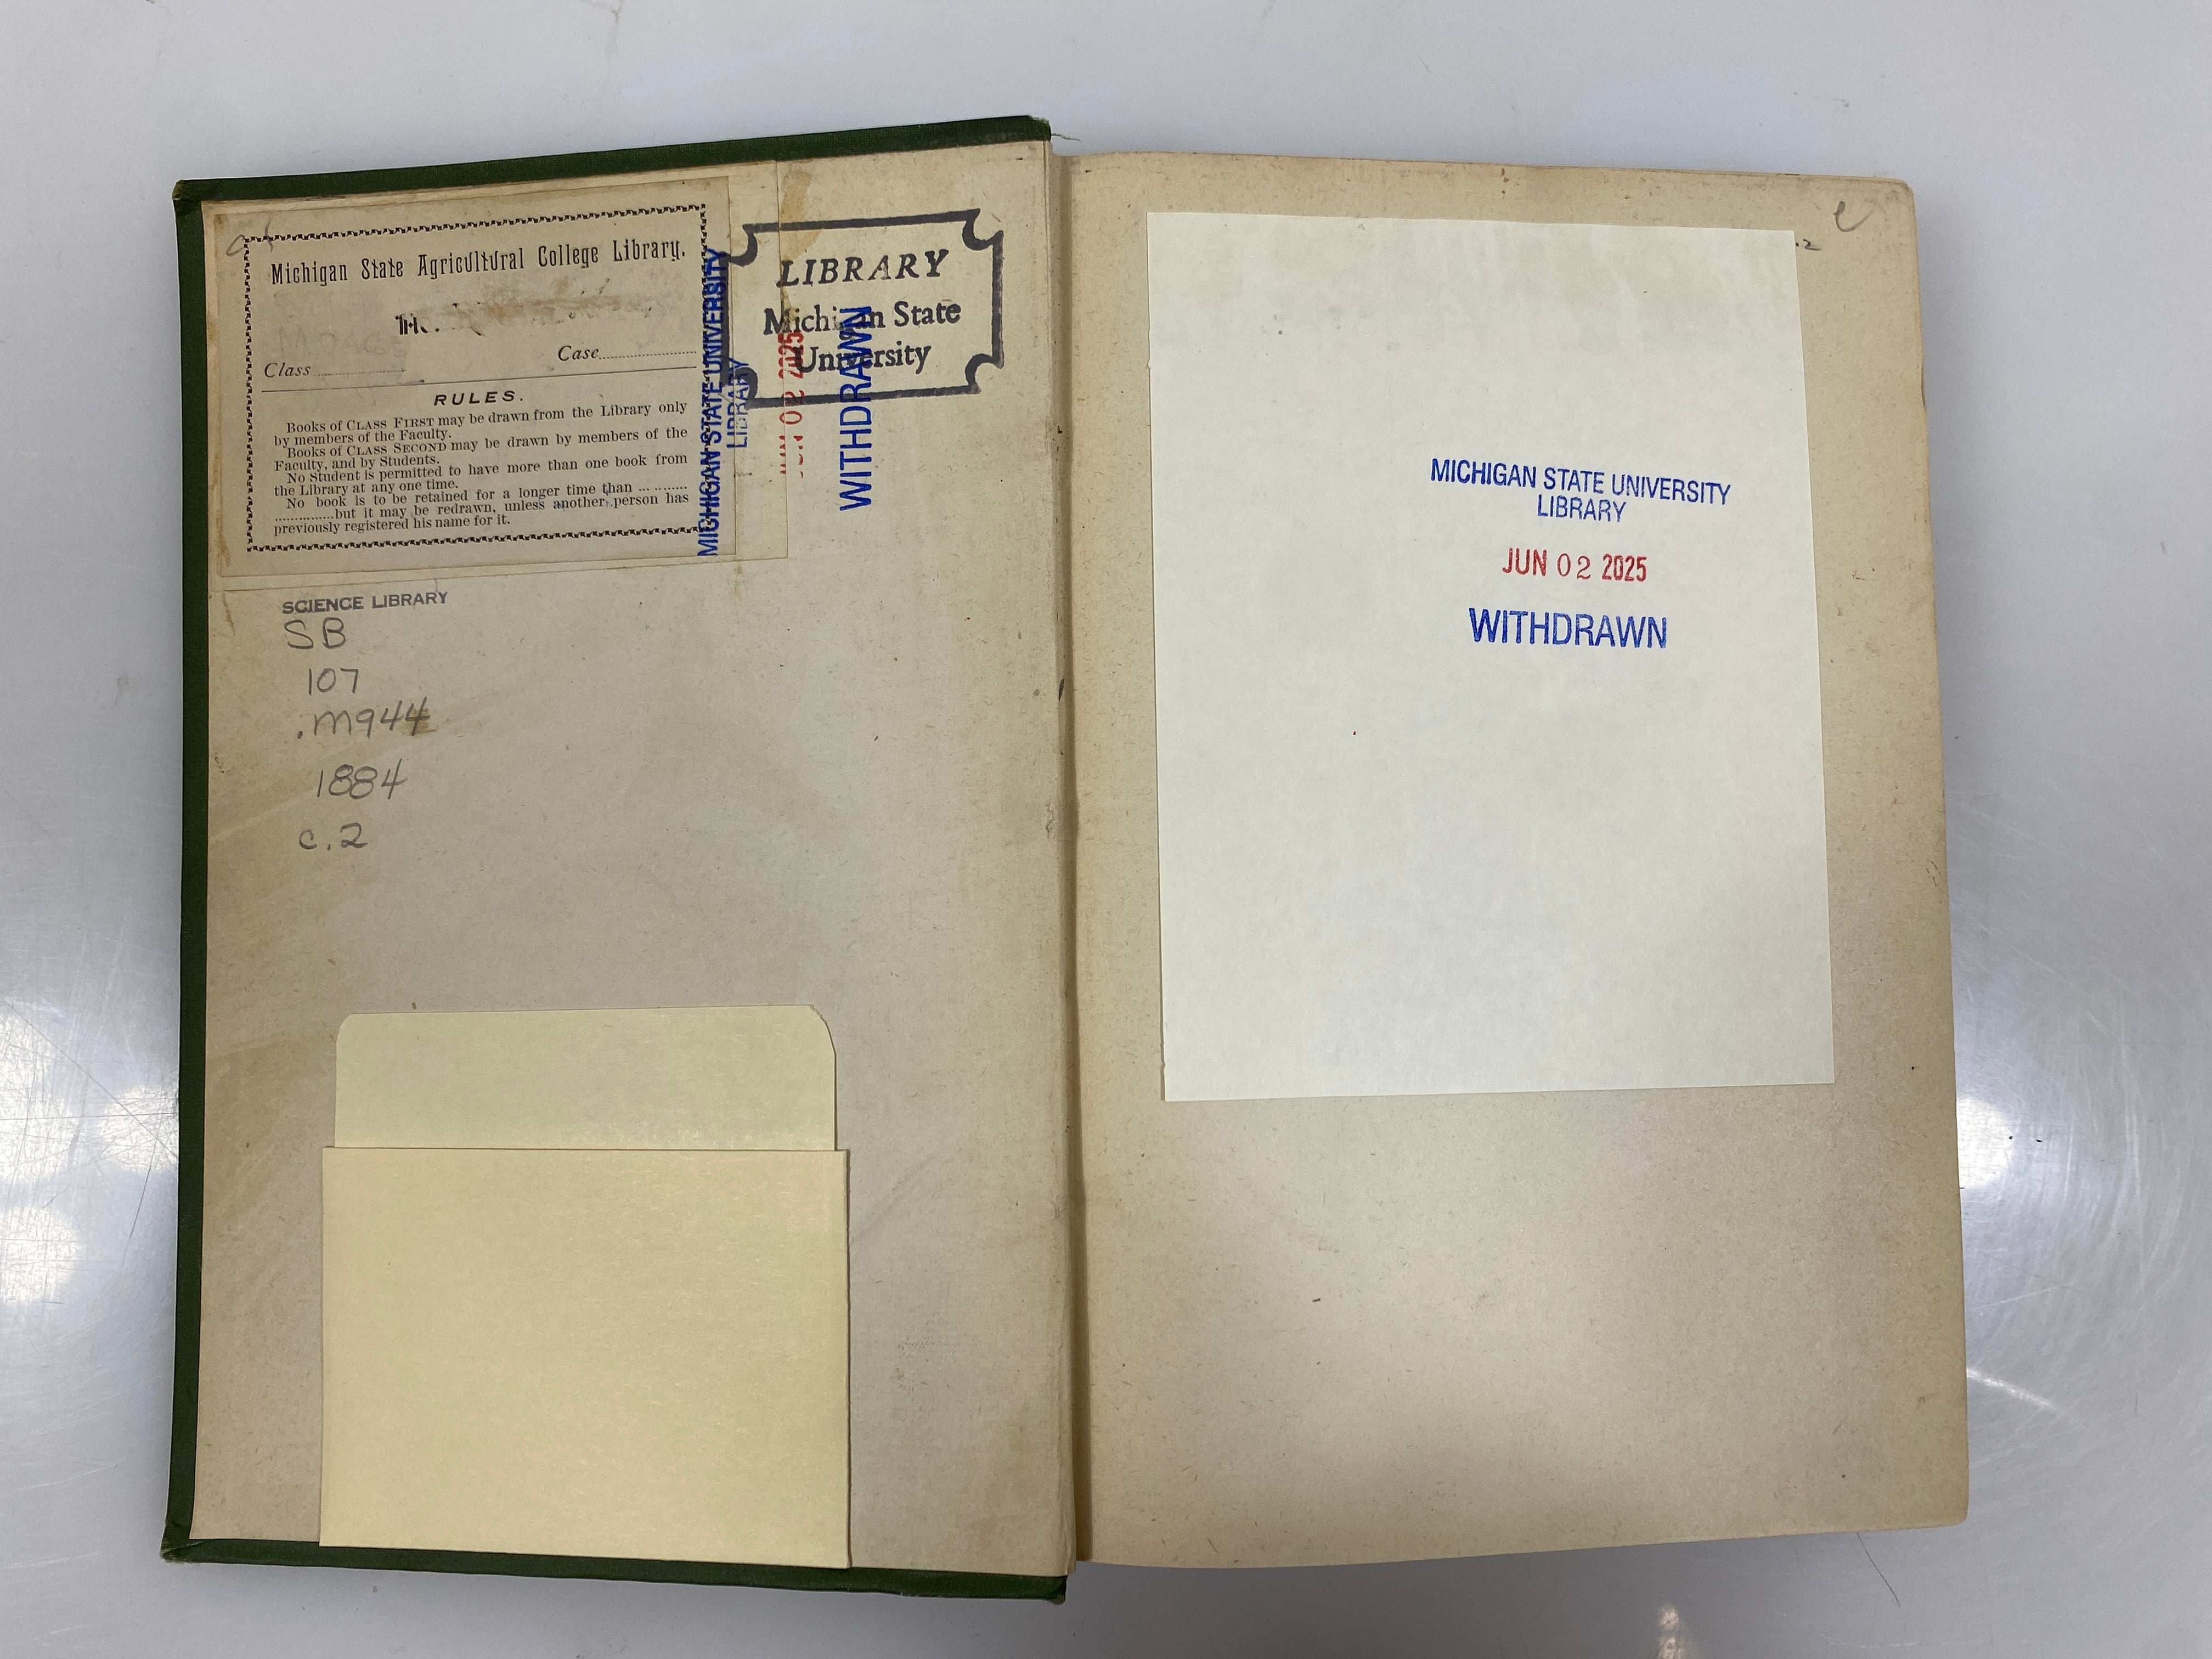 Michigan State Agricultural College Library.
Case
Class
RULES.
Books of CLASS FIRST may be drawn from the Library only
by members of the Faculty.
Books of CLASS SECOND may be drawn by members of the
Faculty, and by Students.
No Student is permitted to have more than one book from
the Library at any one time.
No book is to be retained for a longer time than ............
...............but it may be redrawn, unless another person has
previously registered his name for it.
MICHIGAN STATE UNIVERSITY
LIBRARY
JUN 02 2025
WITHDRAWN
LIBRARY
Michigan State
University
SCIENCE LIBRARY
SB
107
.M944
1884
c.2
MICHIGAN STATE UNIVERSITY
LIBRARY
JUN 02 2025
WITHDRAWN